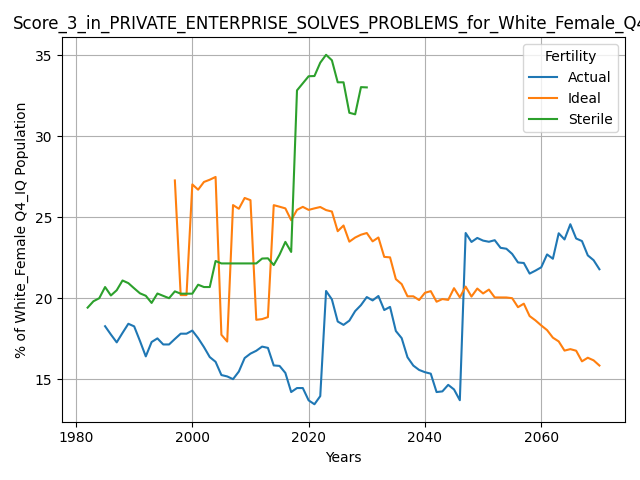 Score_3_in_PRIVATE_ENTERPRISE_SOLVES_PROBLEMS_for_White_Female_Q4
Fertility
Actual
Ideal
Sterile
% of White_Female Q4_IQ Population
35
30
25
20
15
1980
2000
2020
2040
2060
Years